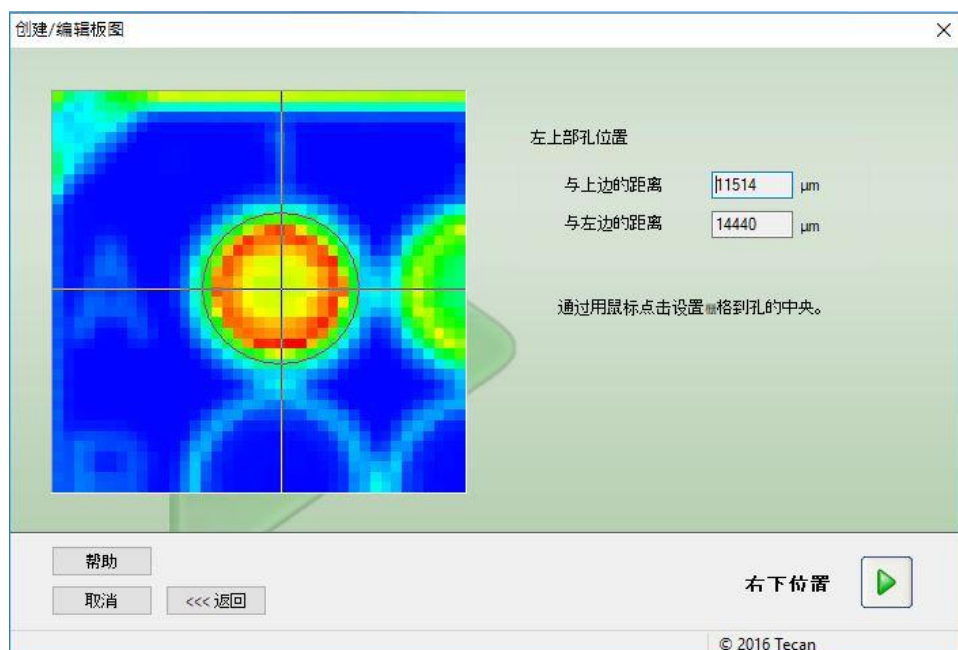 创建/编辑板图
左上部孔位置
与上边的距离 11514 μm
与左边的距离 14440 μm
通过用鼠标点击设置 格到孔的中央。
帮助
取消 <<< 返回
右下位置
© 2016 Tecan